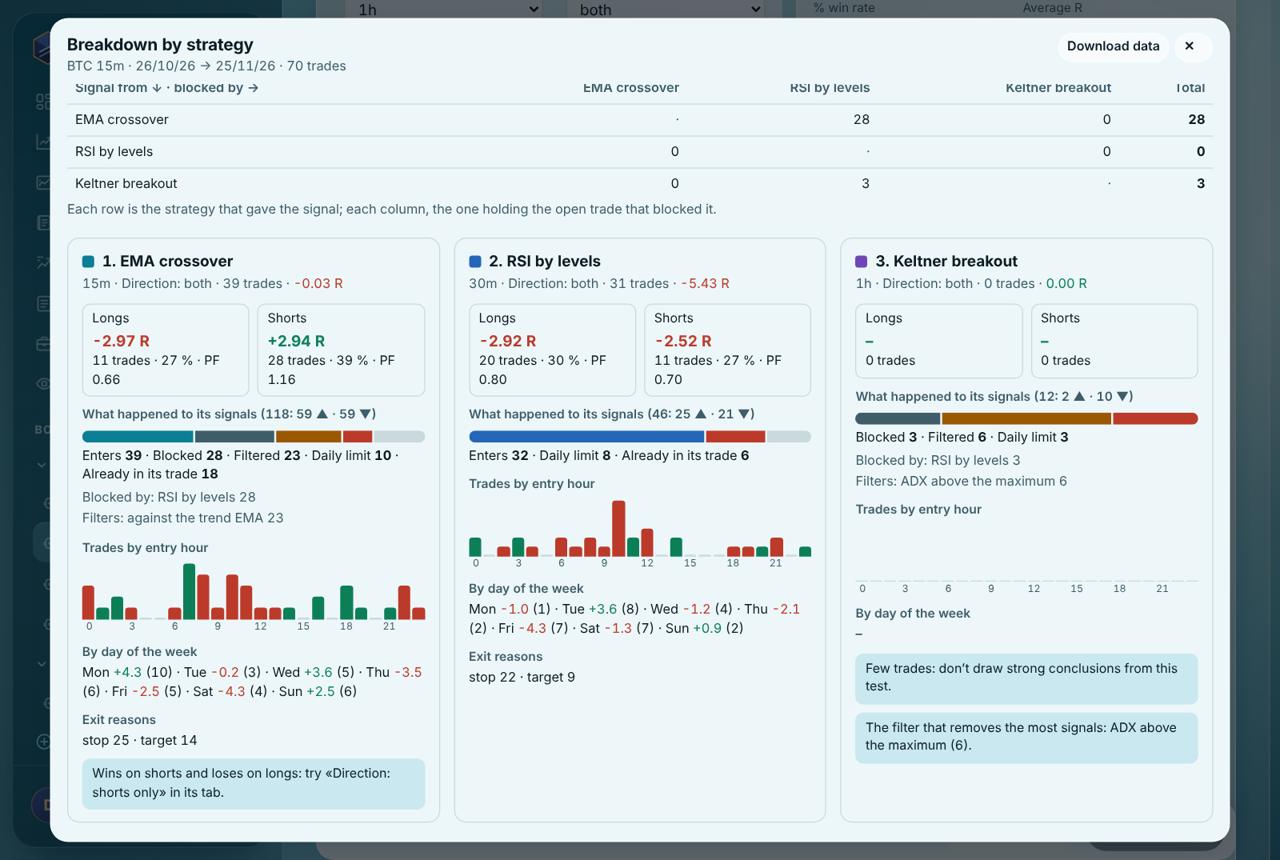 1h both % win rate Average R
Breakdown by strategy
Download data ✕
BTC 15m · 26/10/26 → 25/11/26 · 70 trades
Signal from ↓ · blocked by → EMA crossover RSI by levels Keltner breakout Total
EMA crossover · 28 0 28
RSI by levels 0 · 0 0
Keltner breakout 0 3 · 3
Each row is the strategy that gave the signal; each column, the one holding the open trade that blocked it.
1. EMA crossover
15m · Direction: both · 39 trades · -0.03 R
Longs
-2.97 R
11 trades · 27 % · PF
0.66
Shorts
+2.94 R
28 trades · 39 % · PF
1.16
What happened to its signals (118: 59 ▲ · 59 ▼)
Enters 39 · Blocked 28 · Filtered 23 · Daily limit 10 ·
Already in its trade 18
Blocked by: RSI by levels 28
Filters: against the trend EMA 23
Trades by entry hour
0 3 6 9 12 15 18 21
By day of the week
Mon +4.3 (10) · Tue -0.2 (3) · Wed +3.6 (5) · Thu -3.5
(6) · Fri -2.5 (5) · Sat -4.3 (4) · Sun +2.5 (6)
Exit reasons
stop 25 · target 14
Wins on shorts and loses on longs: try «Direction:
shorts only» in its tab.
2. RSI by levels
30m · Direction: both · 31 trades · -5.43 R
Longs
-2.92 R
20 trades · 30 % · PF
0.80
Shorts
-2.52 R
11 trades · 27 % · PF
0.70
What happened to its signals (46: 25 ▲ · 21 ▼)
Enters 32 · Daily limit 8 · Already in its trade 6
Trades by entry hour
0 3 6 9 12 15 18 21
By day of the week
Mon -1.0 (1) · Tue +3.6 (8) · Wed -1.2 (4) · Thu -2.1
(2) · Fri -4.3 (7) · Sat -1.3 (7) · Sun +0.9 (2)
Exit reasons
stop 22 · target 9
3. Keltner breakout
1h · Direction: both · 0 trades · 0.00 R
Longs
–
0 trades
Shorts
–
0 trades
What happened to its signals (12: 2 ▲ · 10 ▼)
Blocked 3 · Filtered 6 · Daily limit 3
Blocked by: RSI by levels 3
Filters: ADX above the maximum 6
Trades by entry hour
0 3 6 9 12 15 18 21
By day of the week
–
Few trades: don’t draw strong conclusions from this
test.
The filter that removes the most signals: ADX above
the maximum (6).